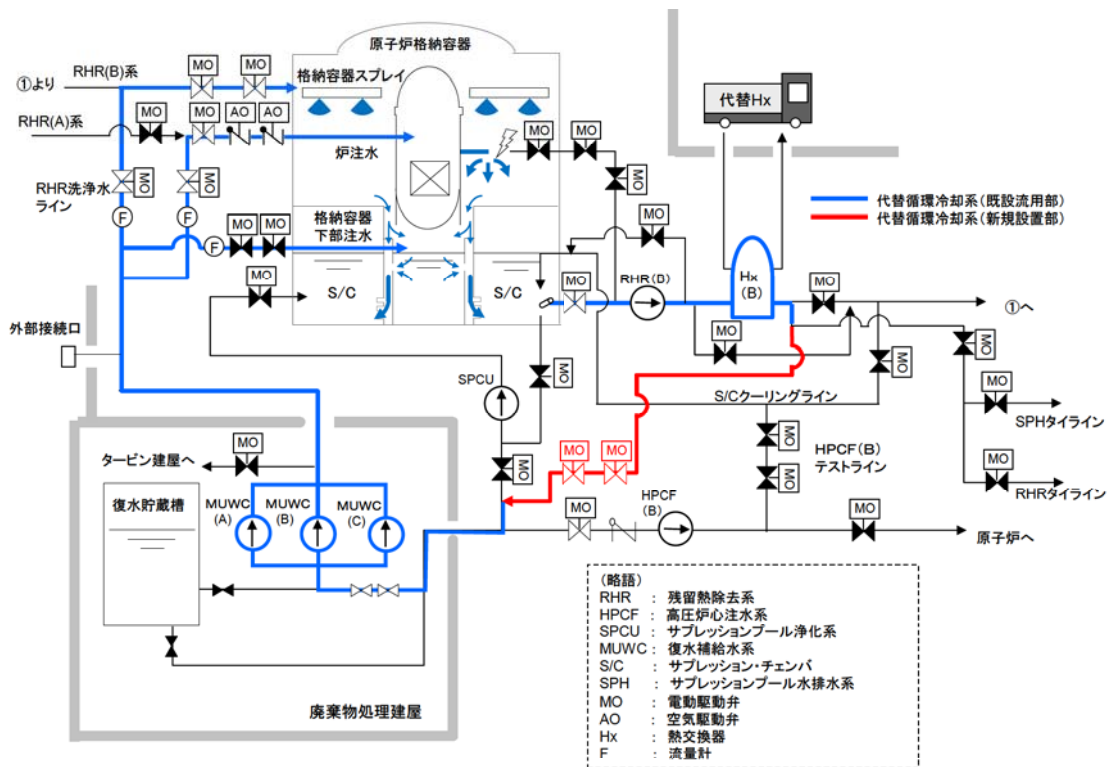 原子炉格納容器
RHR(B)系
MO
MO
①より
格納容器スプレイ
RHR(A)系
MO
MO
AO
AO
炉注水
MO
MO
代替Hx
RHR洗浄水
ライン
MO
MO
F
F
代替循環冷却系(既設流用部)
代替循環冷却系(新規設置部)
格納容器
下部注水
F
MO
MO
MO
MO
S/C
S/C
MO
RHR(B)
Hx
(B)
MO
①へ
外部接続口
MO
MO
MO
MO
SPCU
S/Cクーリングライン
MO
SPHタイライン
MO
MO
MO
HPCF(B)
テストライン
MO
MO
MO
RHRタイライン
タービン建屋へ
MO
復水貯蔵槽
MUWC
(A)
MUWC
(B)
MUWC
(C)
MO
HPCF
(B)
MO
原子炉へ
廃棄物処理建屋
(略語)
RHR : 残留熱除去系
HPCF : 高圧炉心注水系
SPCU : サプレッションプール浄化系
MUWC : 復水補給水系
S/C : サプレッション・チェンバ
SPH : サプレッションプール水排水系
MO : 電動駆動弁
AO : 空気駆動弁
Hx : 熱交換器
F : 流量計